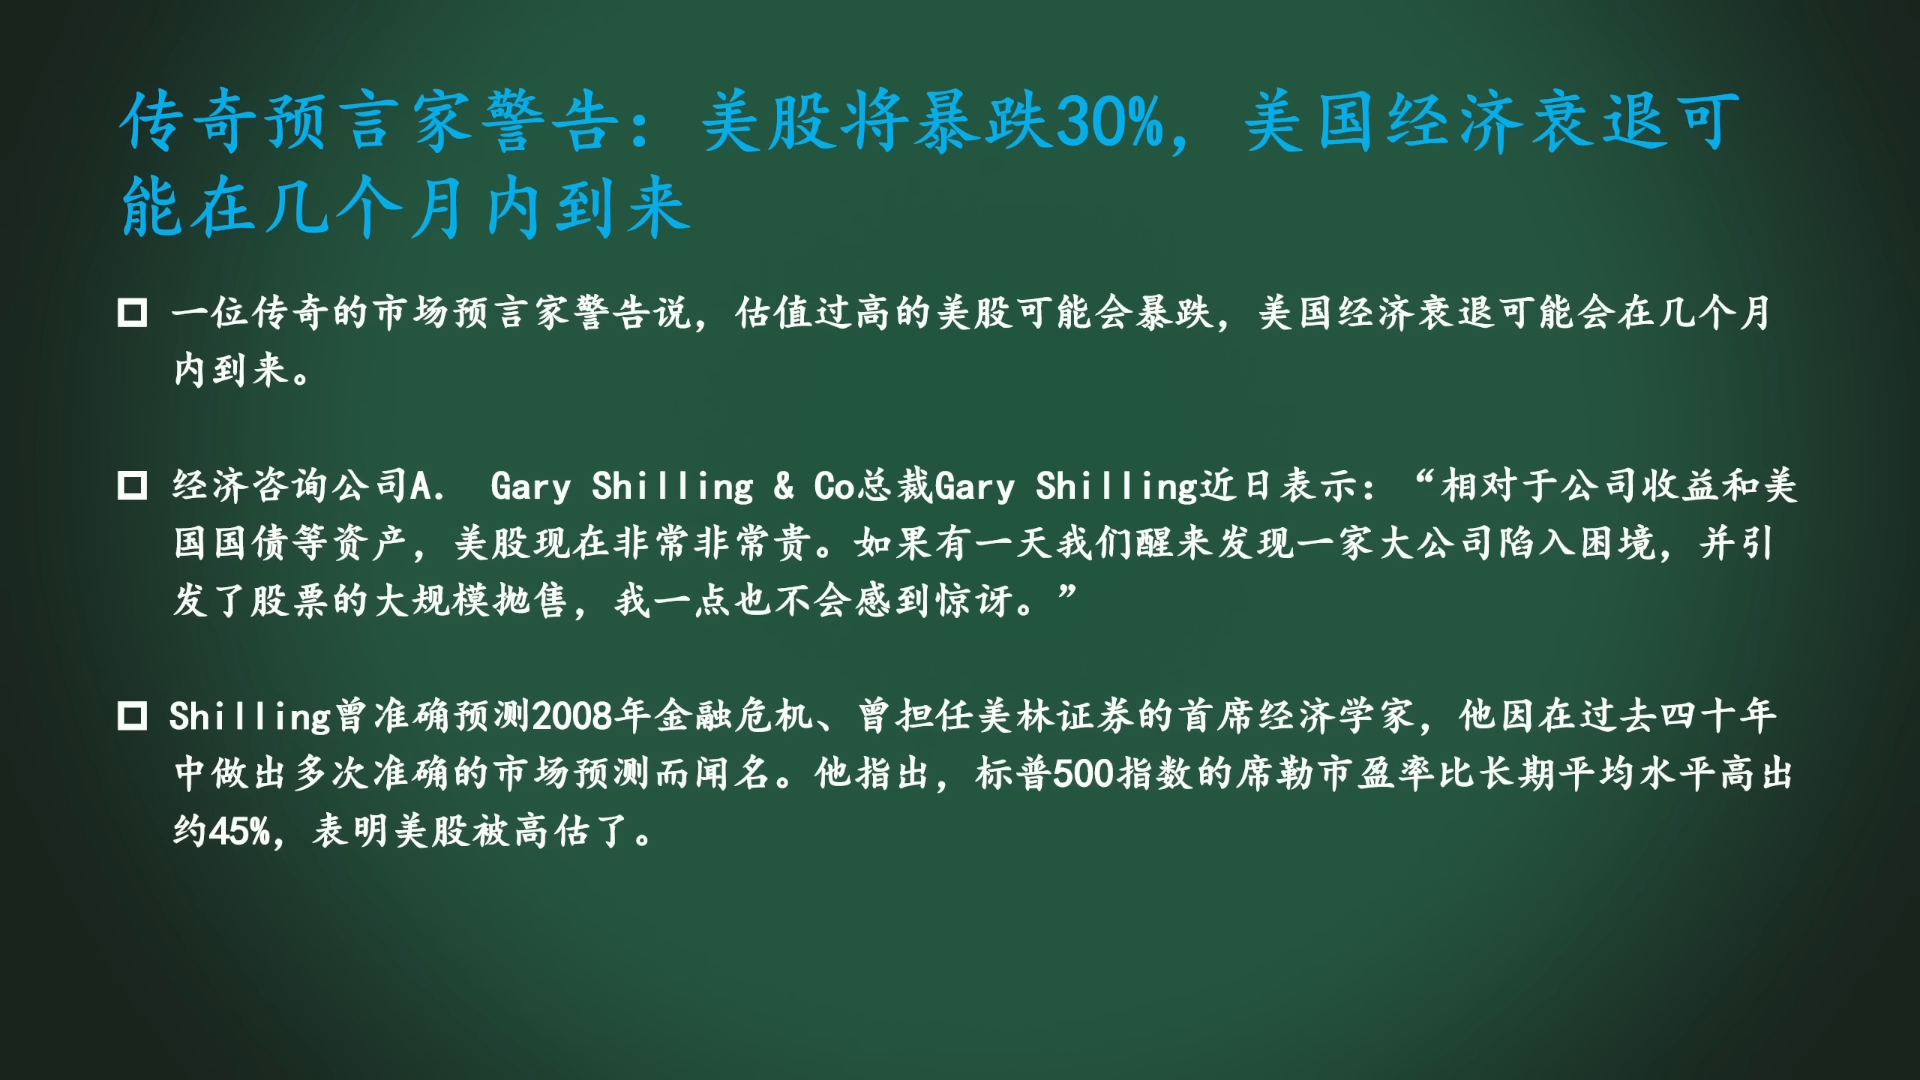 传奇预言家警告：美股将暴跌30%，美国经济衰退可
能在几个月内到来
一位传奇的市场预言家警告说，估值过高的美股可能会暴跌，美国经济衰退可能会在几个月
内到来。
经济咨询公司A. Gary Shilling & Co总裁Gary Shilling近日表示：“相对于公司收益和美
国国债等资产，美股现在非常非常贵。如果有一天我们醒来发现一家大公司陷入困境，并引
发了股票的大规模抛售，我一点也不会感到惊讶。”
Shilling曾准确预测2008年金融危机、曾担任美林证券的首席经济学家，他因在过去四十年
中做出多次准确的市场预测而闻名。他指出，标普500指数的席勒市盈率比长期平均水平高出
约45%，表明美股被高估了。